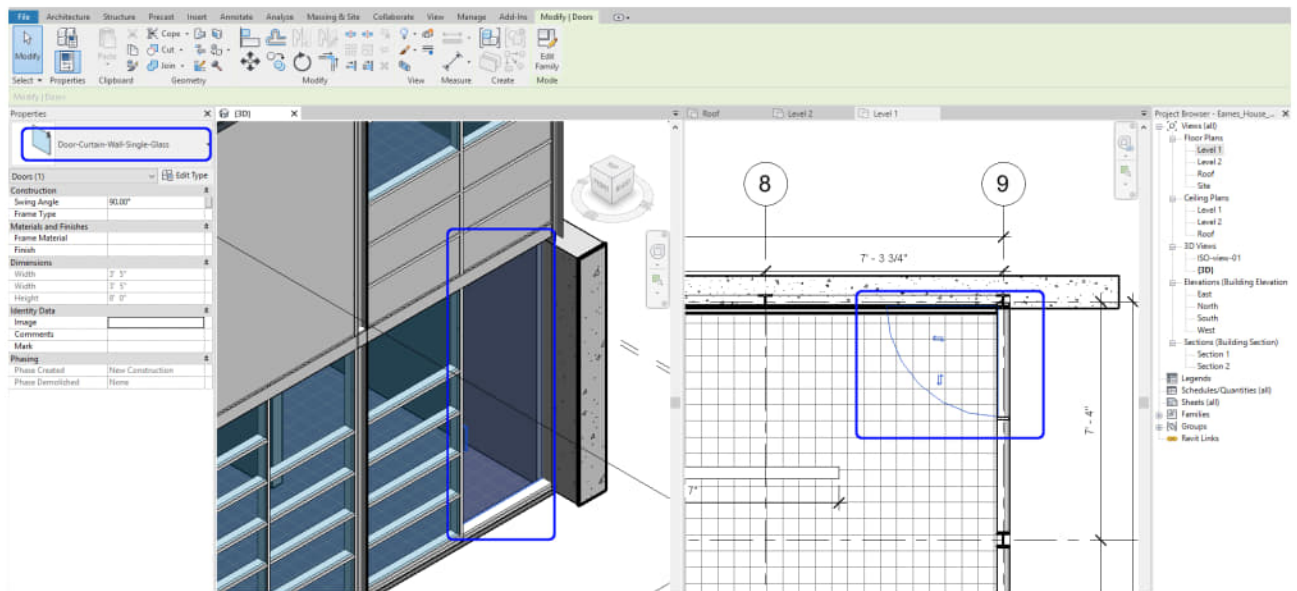 File Architecture Structure Precast Insert Annotate Analyze Massing & Site Collaborate View Manage Add-Ins Modify | Doors
Modify
Paste
Cope
Cut
Join
Edit
Family
Select Properties Clipboard Geometry Modify View Measure Create Mode
Modify | Doors
Properties
{3D}
Roof
Level 2
Level 1
Project Browser - Eames_House_...
Door-Curtain-Wall-Single-Glass
Doors (1)
Edit Type
Construction
Swing Angle 90.00°
Frame Type
Materials and Finishes
Frame Material
Finish
Dimensions
Width 3' 5"
Width 3' 5"
Height 8' 0"
Identity Data
Image
Comments
Mark
Phasing
Phase Created New Construction
Phase Demolished None
8
9
7' - 3 3/4"
7' - 4"
7"
Views (all)
Floor Plans
Level 1
Level 2
Roof
Site
Ceiling Plans
Level 1
Level 2
Roof
3D Views
ISO-view-01
{3D}
Elevations (Building Elevation
East
North
South
West
Sections (Building Section)
Section 1
Section 2
Legends
Schedules/Quantities (all)
Sheets (all)
Families
Groups
Revit Links